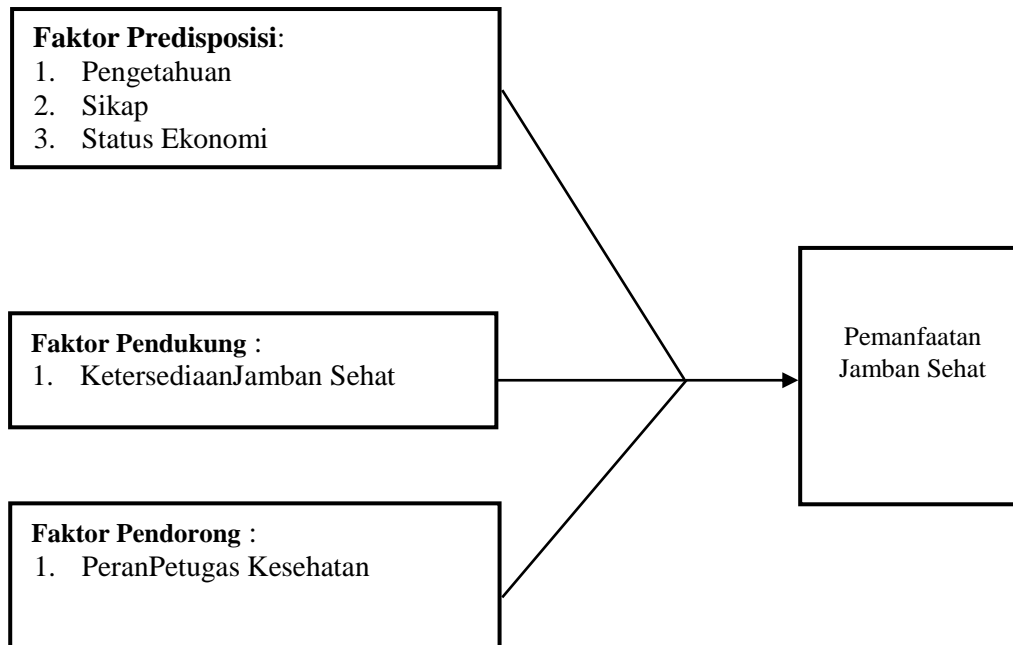 Faktor Predisposisi:
1. Pengetahuan
2. Sikap
3. Status Ekonomi
Faktor Pendukung :
1. KetersediaanJamban Sehat
Faktor Pendorong :
1. PeranPetugas Kesehatan
Pemanfaatan
Jamban Sehat